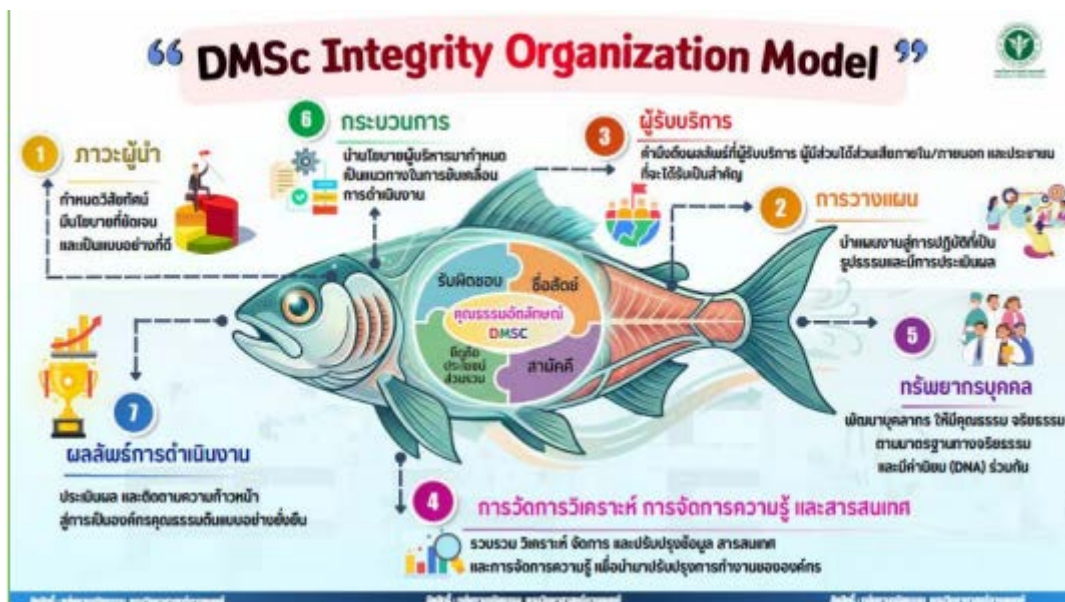 “ DMSc Integrity Organization Model ”
1 ภาวะผู้นำ
กำหนดวิสัยทัศน์
มีนโยบายที่ชัดเจน
และเป็นแบบอย่างที่ดี
6 กระบวนการ
นำนโยบายผู้บริหารมากำหนด
เป็นแนวทางในการขับเคลื่อน
การดำเนินงาน
3 ผู้รับบริการ
คำนึงถึงผลลัพธ์ที่ผู้รับบริการ ผู้มีส่วนได้ส่วนเสียภายใน/ภายนอก และประชาชน
ที่จะได้รับเป็นสำคัญ
2 การวางแผน
นำแผนงานสู่การปฏิบัติที่เป็น
รูปธรรมและมีการประเมินผล
รับผิดชอบ
ซื่อสัตย์
คุณธรรมอัตลักษณ์
DMSC
ยึดถือ
ประโยชน์
ส่วนรวม
สามัคคี
5
ทรัพยากรบุคคล
พัฒนาบุคลากร ให้มีคุณธรรม จริยธรรม
ตามมาตรฐานทางจริยธรรม
และมีค่านิยม (DNA) ร่วมกัน
7
ผลลัพธ์การดำเนินงาน
ประเมินผล และติดตามความก้าวหน้า
สู่การเป็นองค์กรคุณธรรมต้นแบบอย่างยั่งยืน
4 การวัดการวิเคราะห์ การจัดการความรู้ และสารสนเทศ
รวบรวม วิเคราะห์ จัดการ และปรับปรุงข้อมูล สารสนเทศ
และการจัดการความรู้ เพื่อนำมาปรับปรุงการทำงานขององค์กร